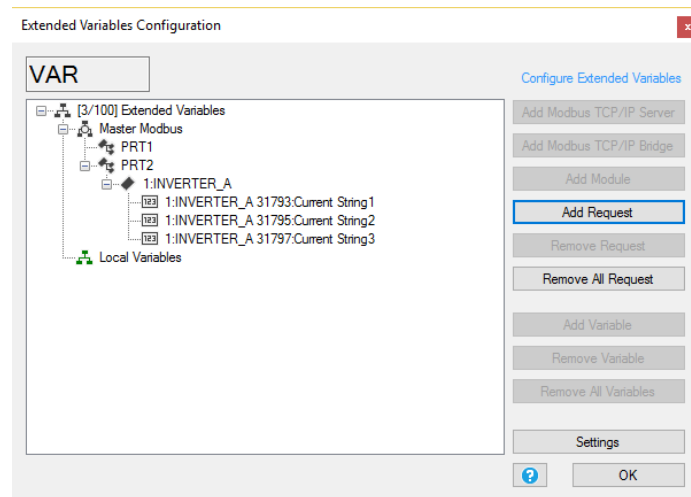 Extended Variables Configuration
x
VAR
Configure Extended Variables
[3/100] Extended Variables
Master Modbus
PRT1
PRT2
1:INVERTER_A
123 1:INVERTER_A 31793:Current String1
123 1:INVERTER_A 31795:Current String2
123 1:INVERTER_A 31797:Current String3
Local Variables
Add Modbus TCP/IP Server
Add Modbus TCP/IP Bridge
Add Module
Add Request
Remove Request
Remove All Request
Add Variable
Remove Variable
Remove All Variables
Settings
? OK